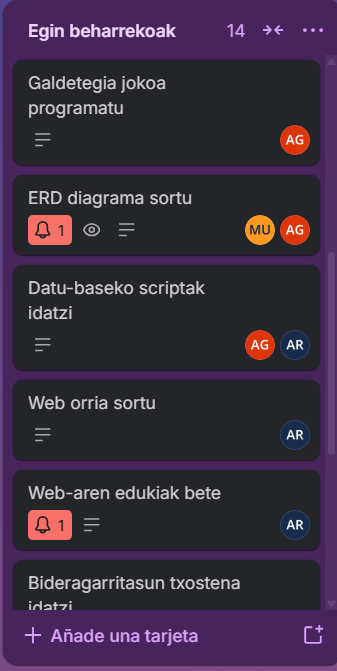 Egin beharrekoak 14
Galdetegia jokoa
programatu
AG
ERD diagrama sortu
1 MU AG
Datu-baseko scriptak
idatzi
AG AR
Web orria sortu
AR
Web-aren edukiak bete
1 AR
Bideragarritasun txostena
idatzi
Añade una tarjeta